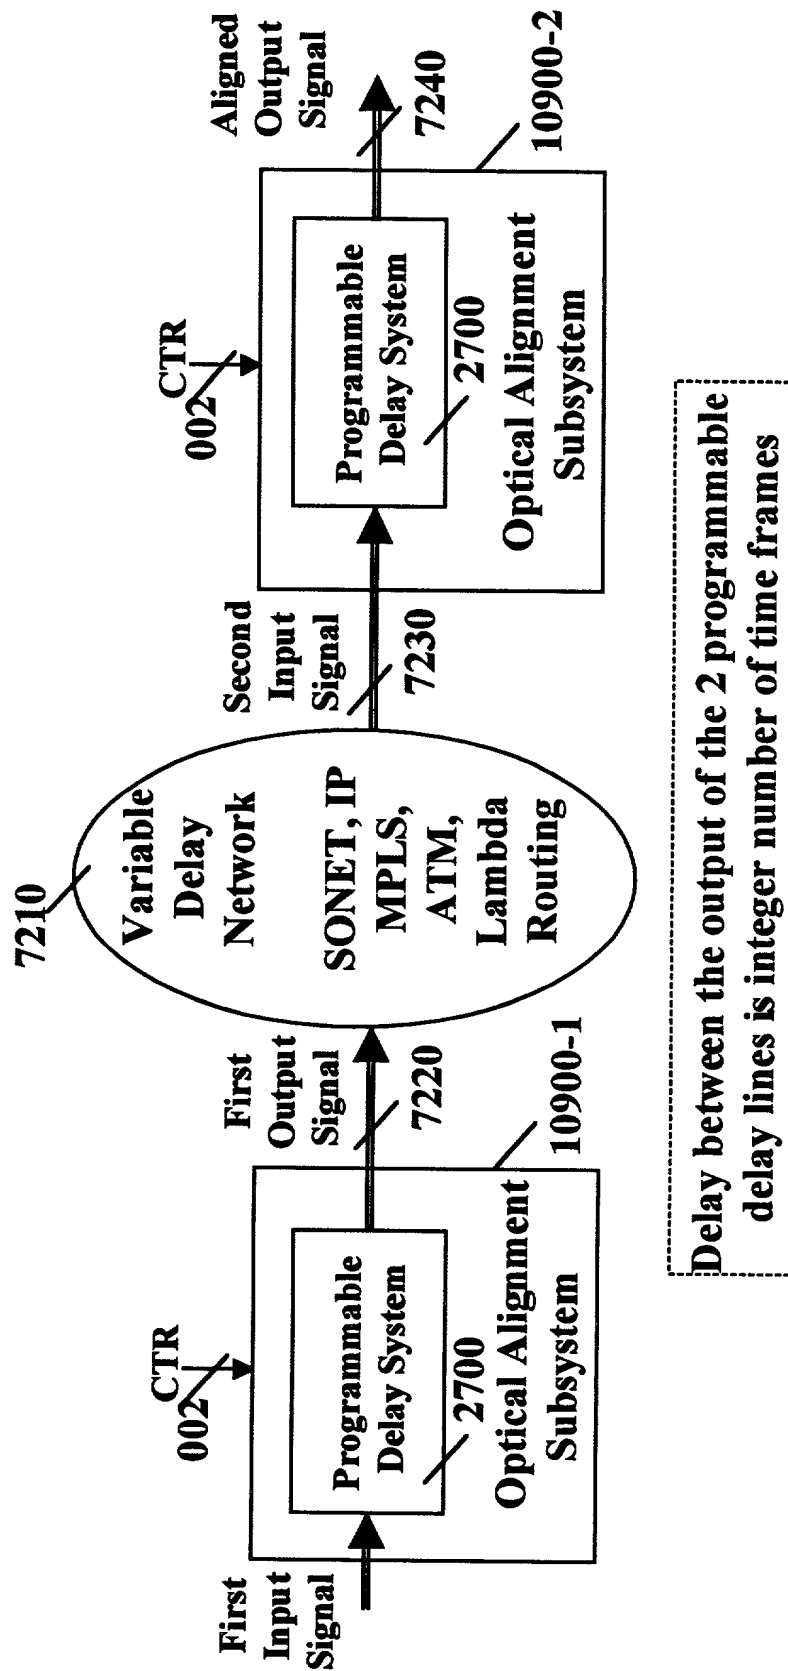 First
Input
Signal
CTR
002
Programmable
Delay System
2700
Optical Alignment
Subsystem
10900-1
First
Output
Signal
7220
7210
Variable
Delay
Network
SONET, IP
MPLS,
ATM,
Lambda
Routing
Second
Input
Signal
7230
CTR
002
Programmable
Delay System
2700
Optical Alignment
Subsystem
10900-2
Aligned
Output
Signal
7240
Delay between the output of the 2 programmable
delay lines is integer number of time frames